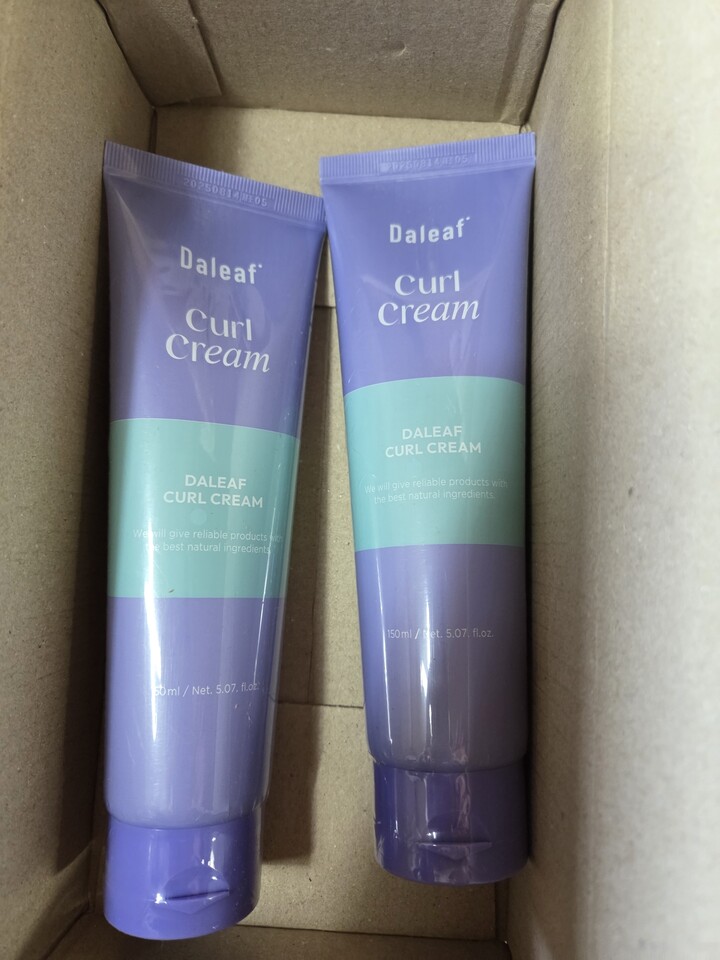 Daleaf
Curl
Cream
DALEAF
CURL CREAM
We will give reliable products with
the best natural ingredients.
150ml / Net. 5.07. fl.oz.
Daleaf
Curl
Cream
DALEAF
CURL CREAM
We will give reliable products with
the best natural ingredients.
150ml / Net. 5.07. fl.oz.